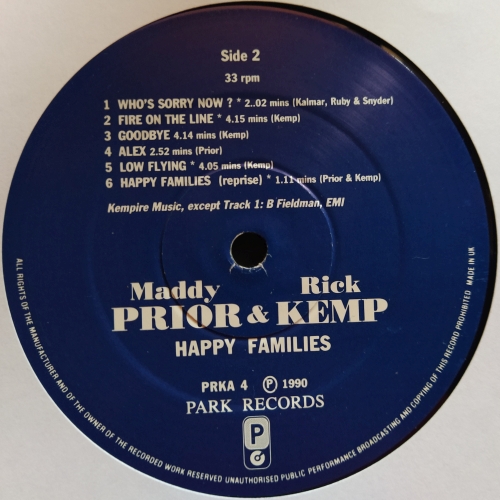 Side 2
33 rpm
1 WHO'S SORRY NOW ? * 2..02 mins (Kalmar, Ruby & Snyder)
2 FIRE ON THE LINE * 4.15 mins (Kemp)
3 GOODBYE 4.14 mins (Kemp)
4 ALEX 2.52 mins (Prior)
5 LOW FLYING * 4.05 mins (Kemp)
6 HAPPY FAMILIES (reprise) * 1.11 mins (Prior & Kemp)
Kempire Music, except Track 1: B Fieldman, EMI
Maddy Rick
PRIOR & KEMP
HAPPY FAMILIES
PRKA 4 Ⓟ 1990
PARK RECORDS
P
ALL RIGHTS OF THE MANUFACTURER AND OF THE OWNER OF THE RECORDED WORK RESERVED UNAUTHORISED PUBLIC PERFORMANCE BROADCASTING AND COPYING OF THIS RECORD PROHIBITED MADE IN UK